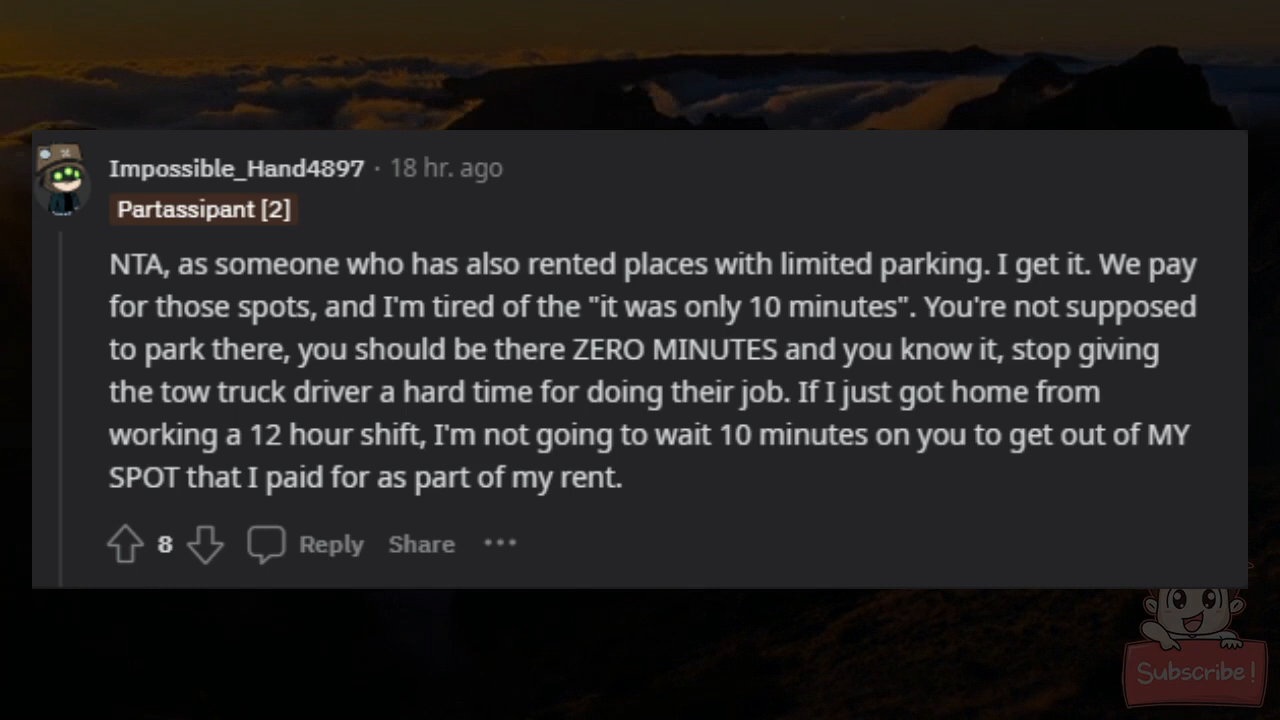 Impossible_Hand4897 · 18 hr. ago
Partassipant [2]
NTA, as someone who has also rented places with limited parking. I get it. We pay
for those spots, and I'm tired of the "it was only 10 minutes". You're not supposed
to park there, you should be there ZERO MINUTES and you know it, stop giving
the tow truck driver a hard time for doing their job. If I just got home from
working a 12 hour shift, I'm not going to wait 10 minutes on you to get out of MY
SPOT that I paid for as part of my rent.
8 Reply Share ···
Subscribe!